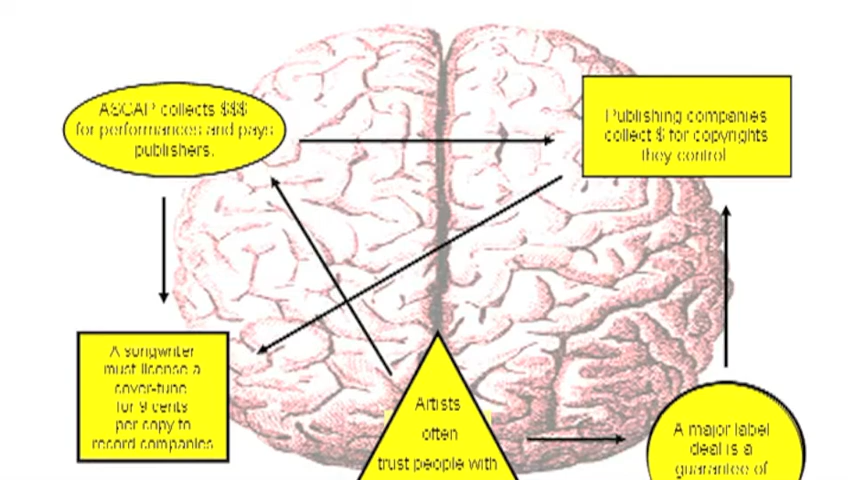 ASCAP collects $$$
for performances and pays
publishers.
Publishing companies
collect $ for copyrights
they control
A songwriter
must license a
cover-tune
for 9 cents
per copy to
record companies
Artists
often
trust people with
A major label
deal is a
guarantee of